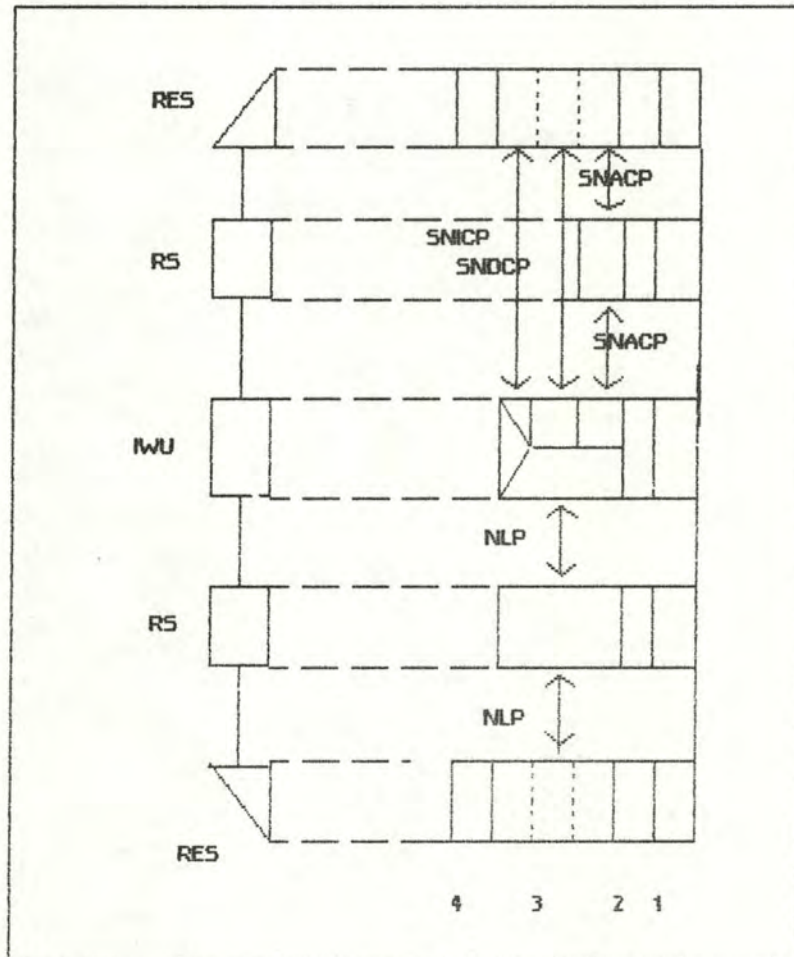 RES
SNACP
SNICP
RS
SNDCP
SNACP
IWU
NLP
RS
NLP
RES
4 3 2 1